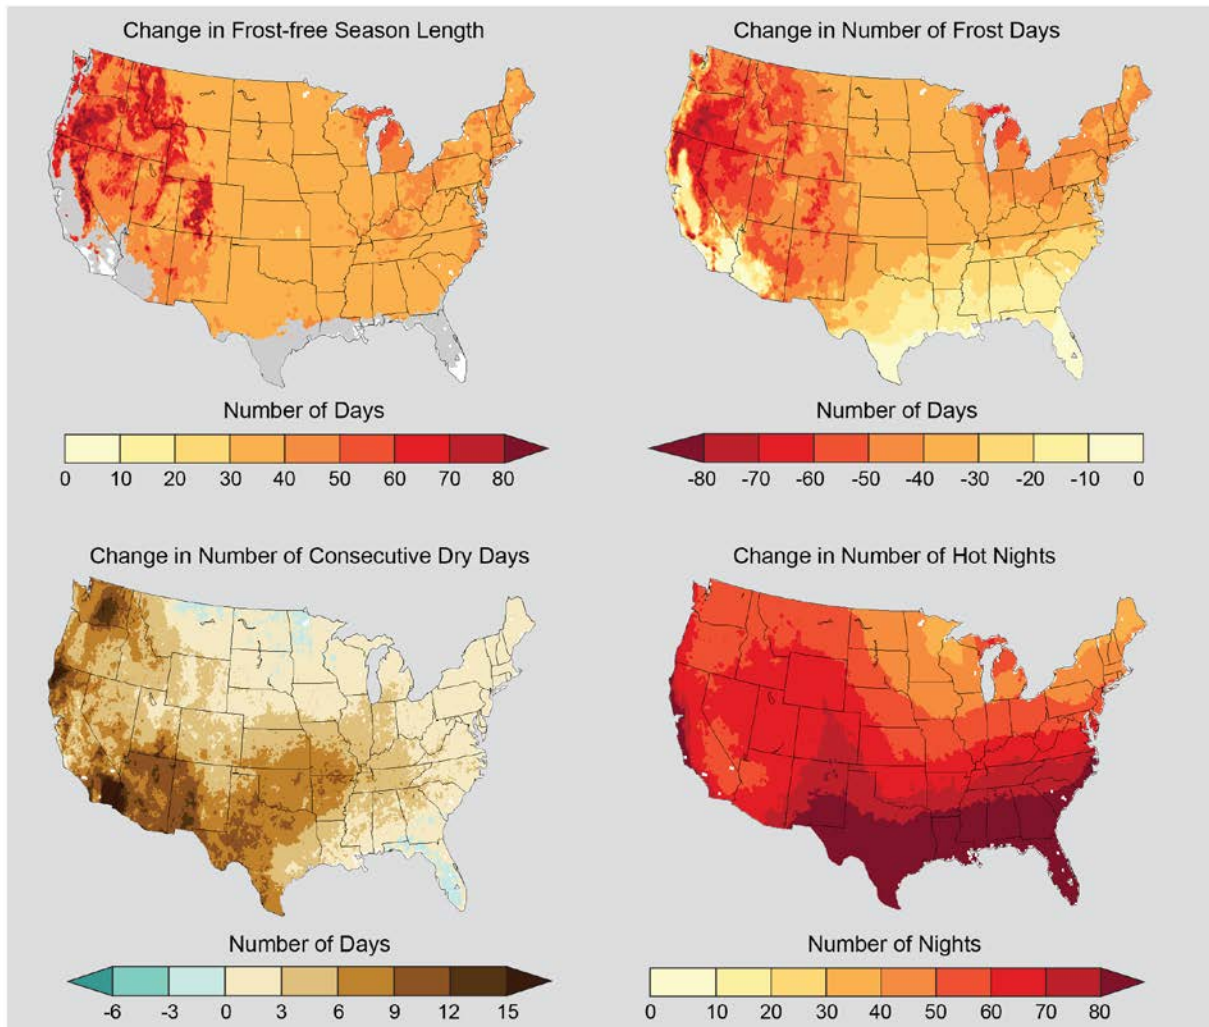 Change in Frost-free Season Length
Change in Number of Frost Days
Number of Days
0 10 20 30 40 50 60 70 80
Number of Days
-80 -70 -60 -50 -40 -30 -20 -10 0
Change in Number of Consecutive Dry Days
Change in Number of Hot Nights
Number of Days
-6 -3 0 3 6 9 12 15
Number of Nights
0 10 20 30 40 50 60 70 80